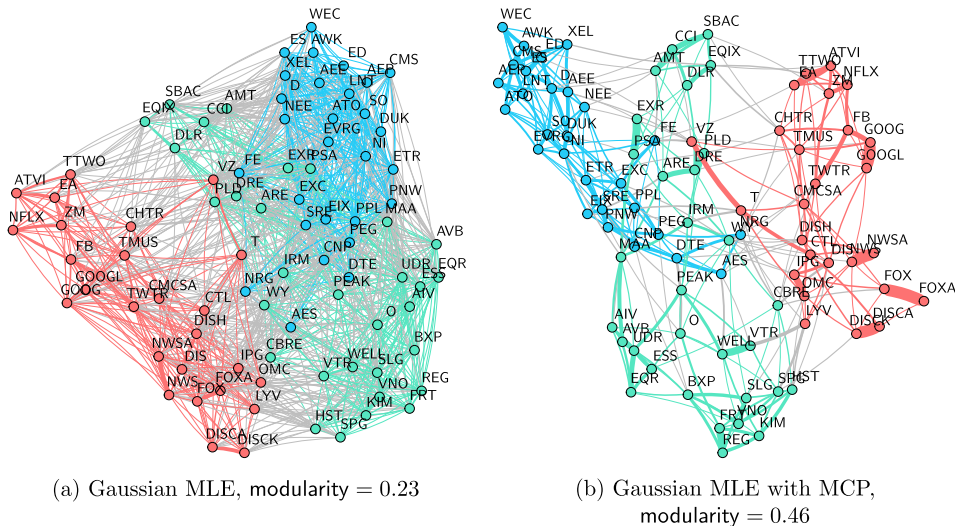 WEC
ES AWK
XEL ED CMS
AEE AEP
D LNT
NEE ATO SO
SBAC AMT
EQIX CCI
DLR EVRG DUK
NI
VZ FE EXR PSA ETR
TTWO
ATVI EA PLD DRE ARE EXC PNW
NFLX ZM CHTR SRE EIX PPL MAA
FB TMUS T CNP PEG AVB
GOOGL IRM DTE UDR ESS EQR
GOOG TWTR CMCSA NRG WY PEAK AIV
CTL AES O
DISH
NWSA DIS IPG CBRE VTR WELL SLG BXP
NWS FOX FOXA OMC VNO REG
LYV KIM FRT
HST SPG
DISCA DISCK
(a) Gaussian MLE, modularity = 0.23
WEC SBAC
AWK XEL CCI
CMS ED ES AMT EQIX TTWO ATVI
AEP LNT D AEE DLR EA ZM NFLX
ATO NEE EXR
SO DUK FE VZ CHTR FB
EVRG NI PSA PLD DRE TMUS GOOG
ETR EXC ARE TWTR GOOGL
SRE PPL IRM T CMCSA
EIX PNW PEG NRG DISH
MAA CNP DTE WY CTL DIS NWS NWSA
PEAK AES IPG FOX
CBRE OMC FOXA
AIV AVB O LYV DISCA
UDR WELL VTR DISCK
ESS
EQR BXP SLG SPG HST
FRT VNO
REG KIM
(b) Gaussian MLE with MCP,
modularity = 0.46